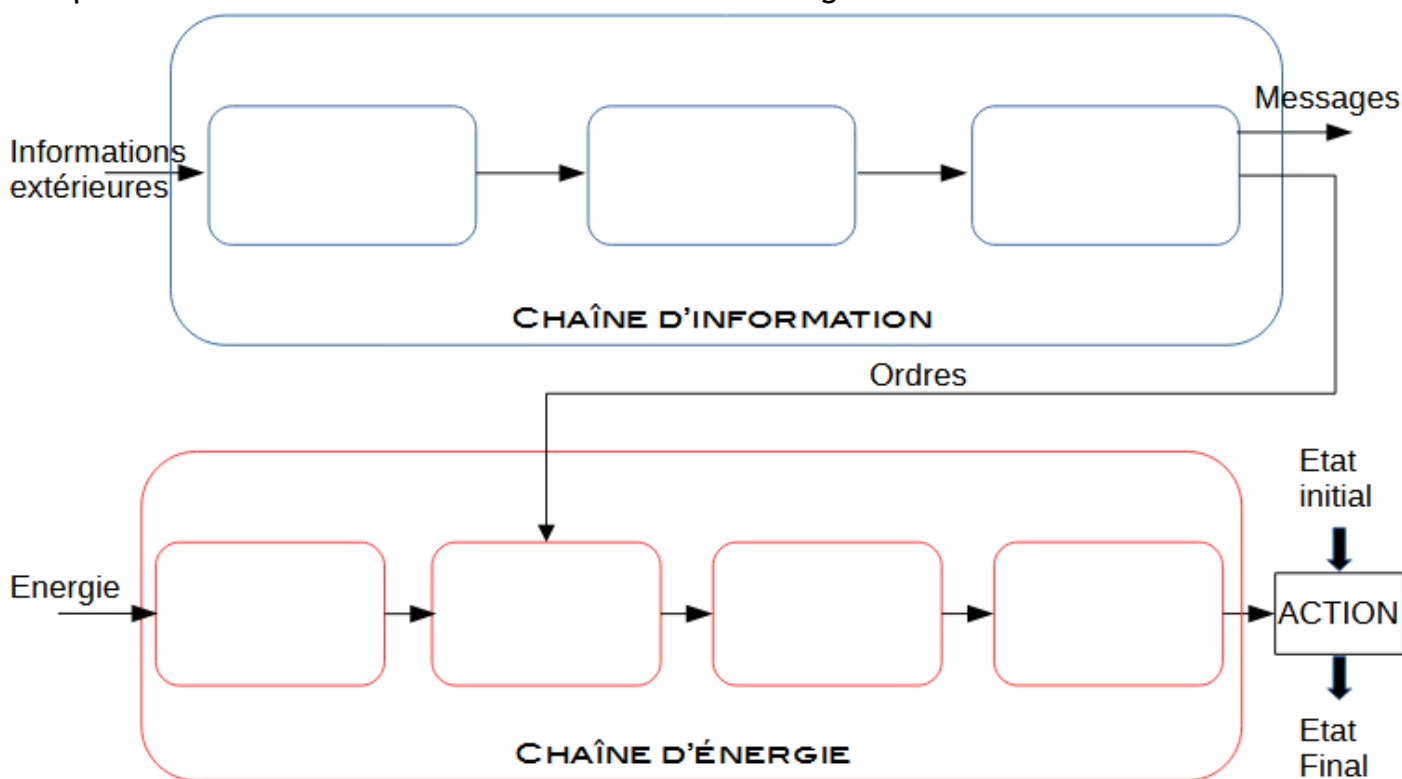 Messages
Informations
extérieures
CHAÎNE D'INFORMATION
Ordres
Etat
initial
Energie
ACTION
Etat
Final
CHAÎNE D'ÉNERGIE